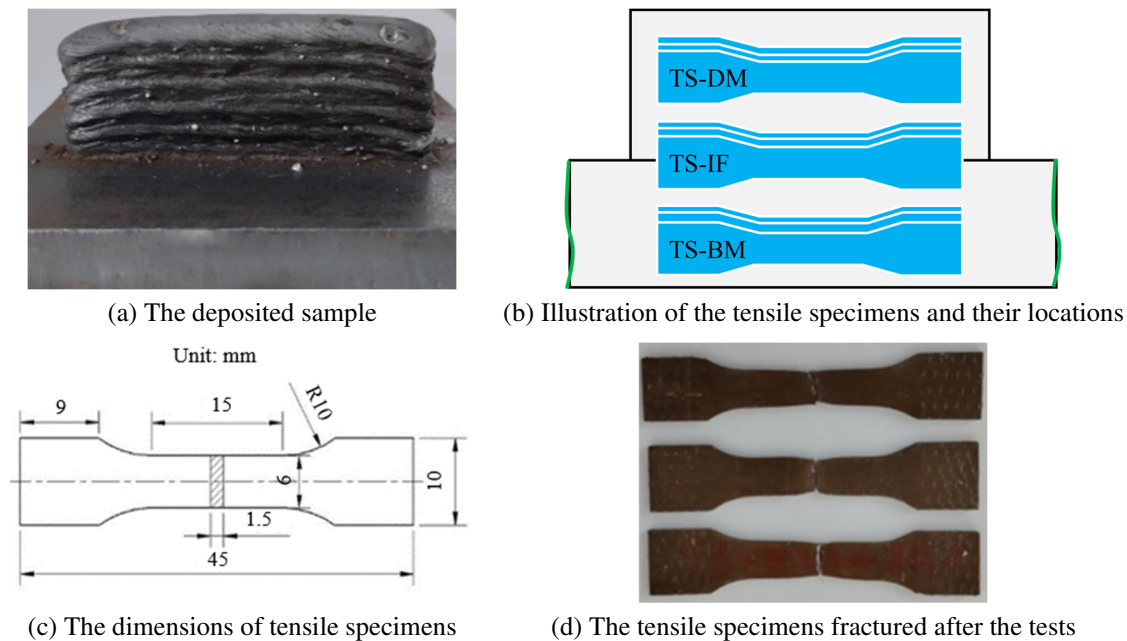 TS-DM
TS-IF
TS-BM
(a) The deposited sample
(b) Illustration of the tensile specimens and their locations
Unit: mm
9
15
R10
6
10
1.5
45
(c) The dimensions of tensile specimens
(d) The tensile specimens fractured after the tests